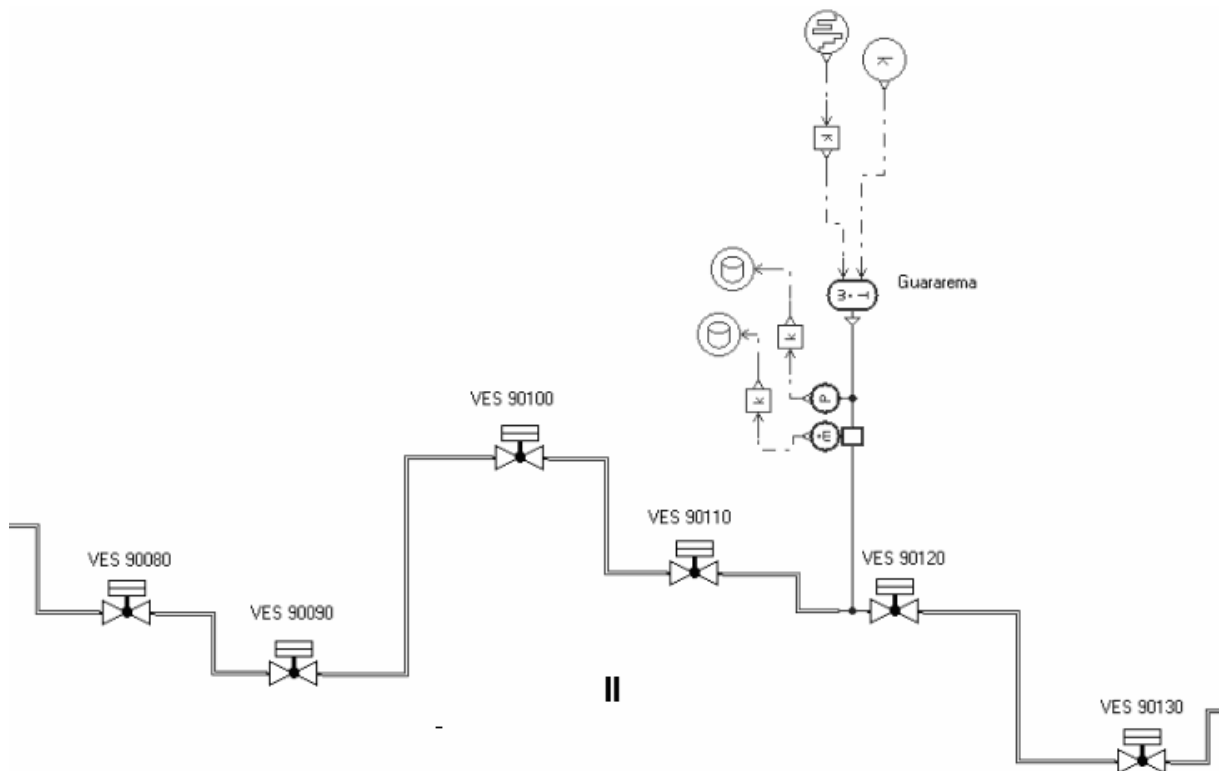 k
k
Guararema
ṁ · T
k
k
P
ṁ
VES 90100
VES 90110
VES 90080
VES 90120
VES 90090
II
-
VES 90130